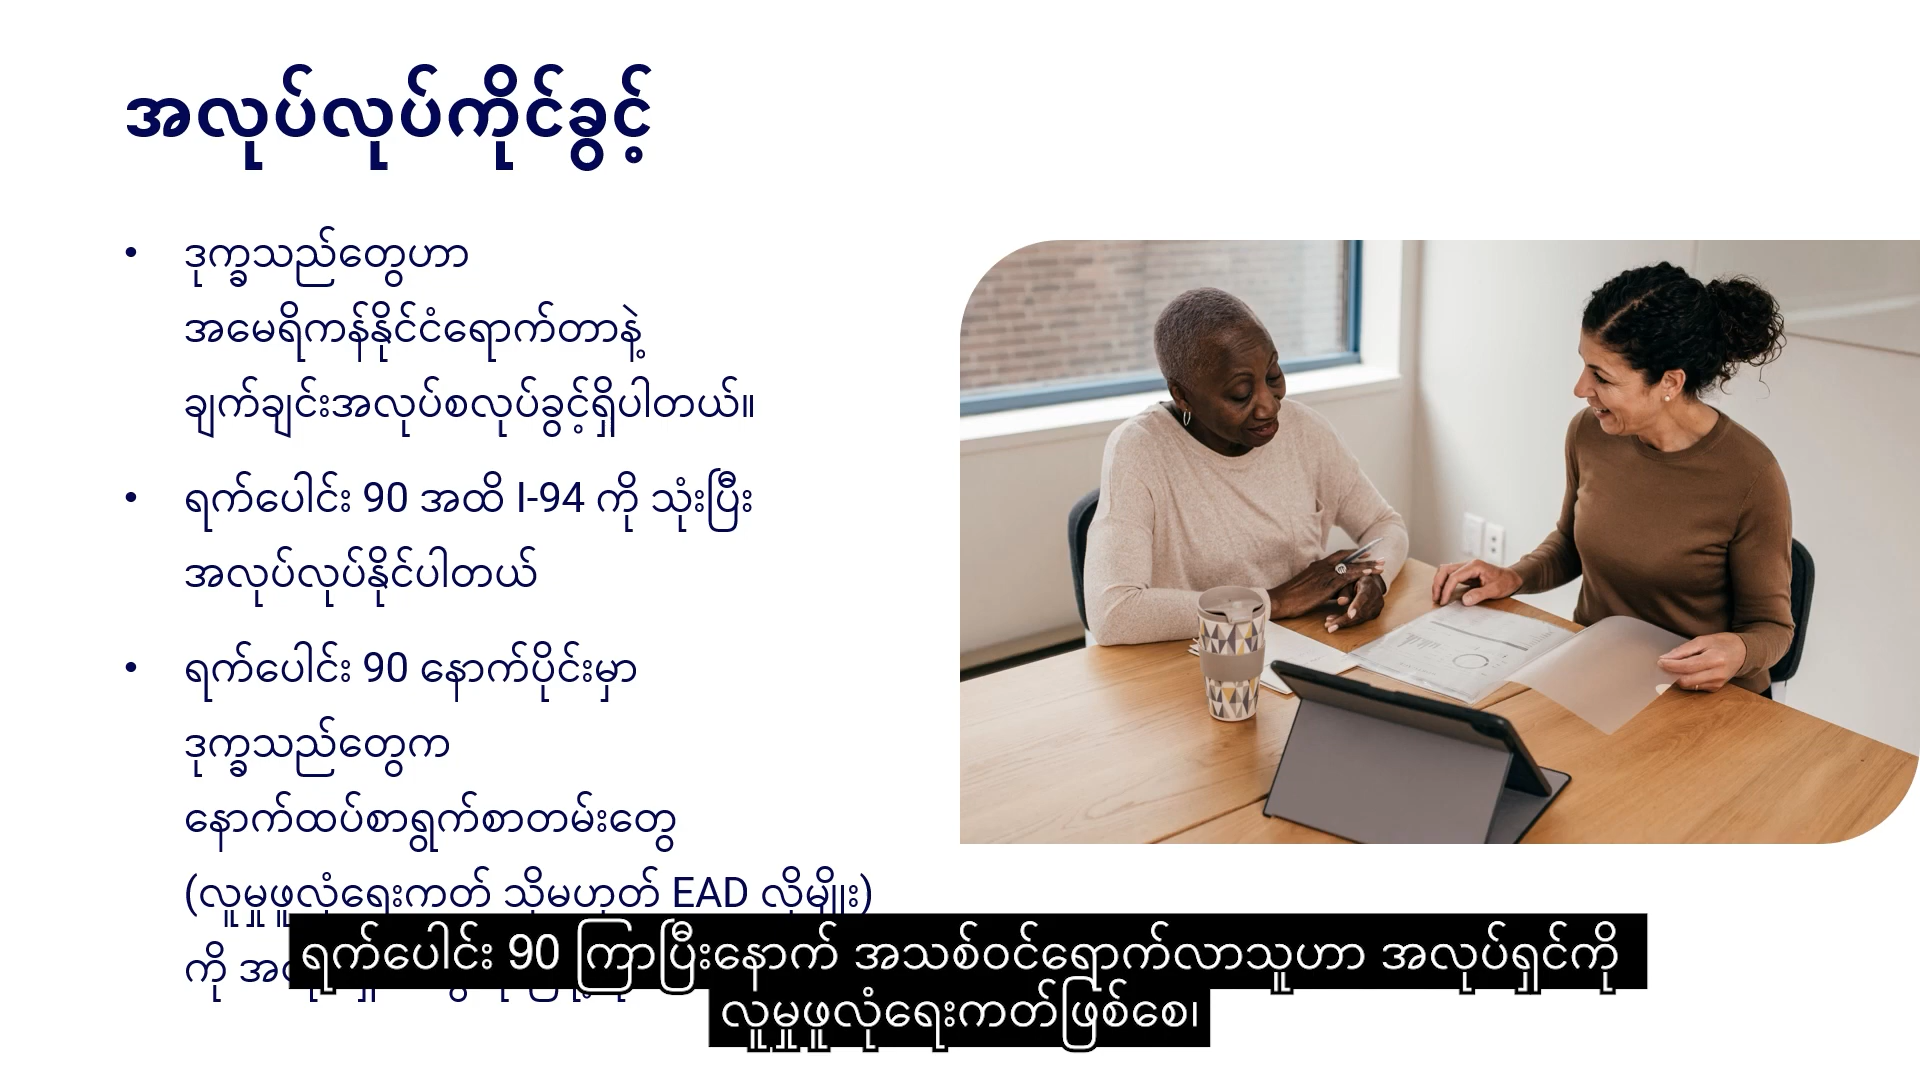 အလုပ်လုပ်ကိုင်ခွင့်
• ဒုက္ခသည်တွေဟာ
အမေရိကန်နိုင်ငံရောက်တာနဲ့
ချက်ချင်းအလုပ်စလုပ်ခွင့်ရှိပါတယ်။
• ရက်ပေါင်း 90 အထိ I-94 ကို သုံးပြီး
အလုပ်လုပ်နိုင်ပါတယ်
• ရက်ပေါင်း 90 နောက်ပိုင်းမှာ
ဒုက္ခသည်တွေက
နောက်ထပ်စာရွက်စာတမ်းတွေ
(လူမှုဖူလုံရေးကတ် သို့မဟုတ် EAD လိုမျိုး)
ကို
ရက်ပေါင်း 90 ကြာပြီးနောက် အသစ်ဝင်ရောက်လာသူဟာ အလုပ်ရှင်ကို
လူမှုဖူလုံရေးကတ်ဖြစ်စေ၊